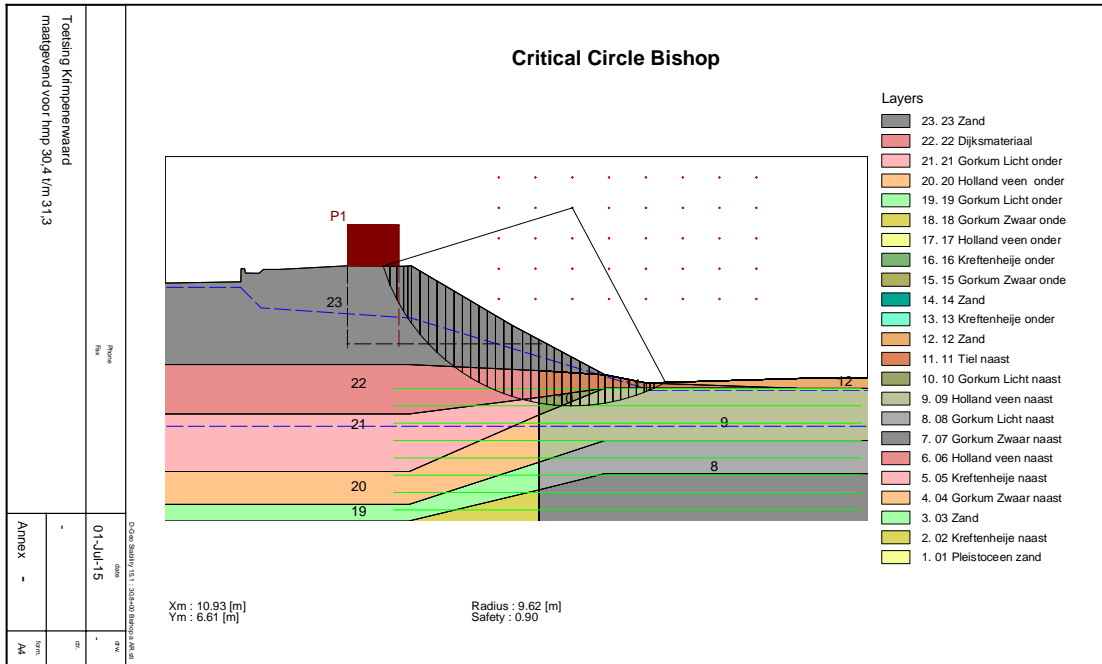 Critical Circle Bishop
Layers
23. 23 Zand
22. 22 Dijksmateriaal
21. 21 Gorkum Licht onder
20. 20 Holland veen onder
19. 19 Gorkum Licht onder
18. 18 Gorkum Zwaar onde
17. 17 Holland veen onder
16. 16 Kreftenheije onder
15. 15 Gorkum Zwaar onde
14. 14 Zand
13. 13 Kreftenheije onder
12. 12 Zand
11. 11 Tiel naast
10. 10 Gorkum Licht naast
9. 09 Holland veen naast
8. 08 Gorkum Licht naast
7. 07 Gorkum Zwaar naast
6. 06 Holland veen naast
5. 05 Kreftenheije naast
4. 04 Gorkum Zwaar naast
3. 03 Zand
2. 02 Kreftenheije naast
1. 01 Pleistoceen zand
P1
23
22
21
20
19
10
12
9
8
Xm : 10.93 [m]
Ym : 6.61 [m]
Radius : 9.62 [m]
Safety : 0.90
Toetsing Krimpenerwaard
maatgevend voor hmp 30,4 t/m 31,3
Phone
Fax
date
drw.
01-Jul-15
-
ctr.
-
form.
Annex -
A4